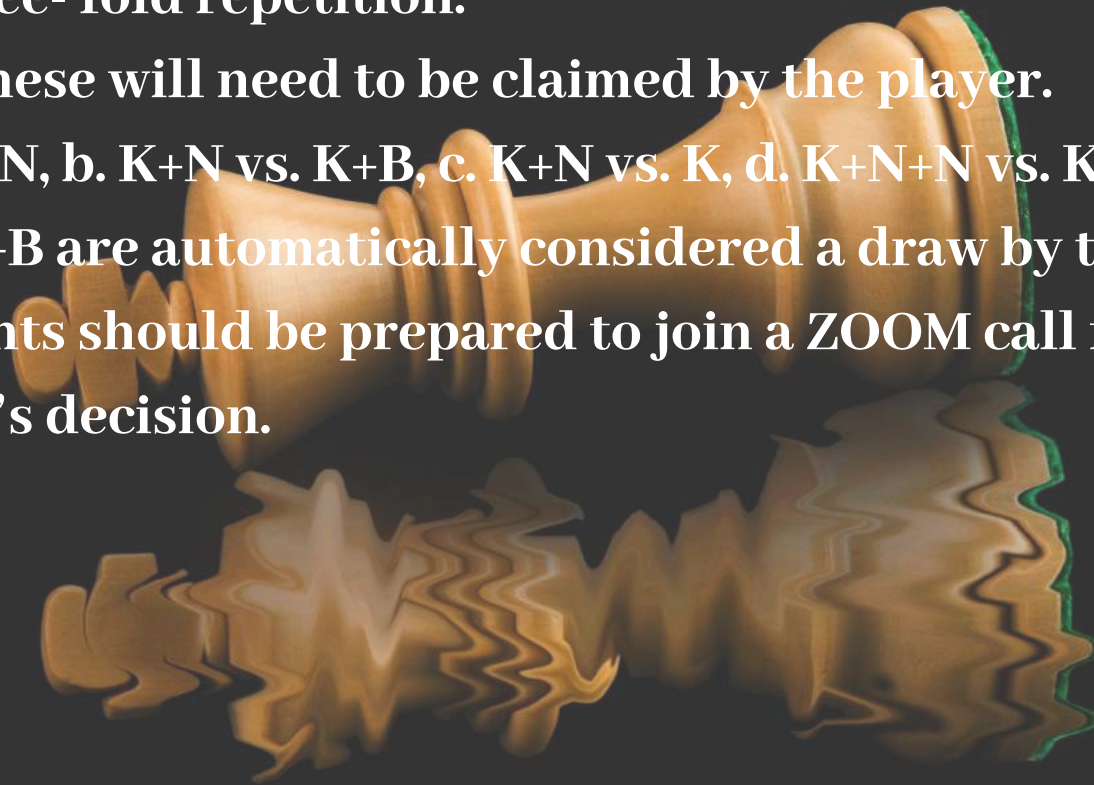 ee- fold repetition.
hese will need to be claimed by the player.
N, b. K+N vs. K+B, c. K+N vs. K, d. K+N+N vs. K
+B are automatically considered a draw by t
nts should be prepared to join a ZOOM call
's decision.